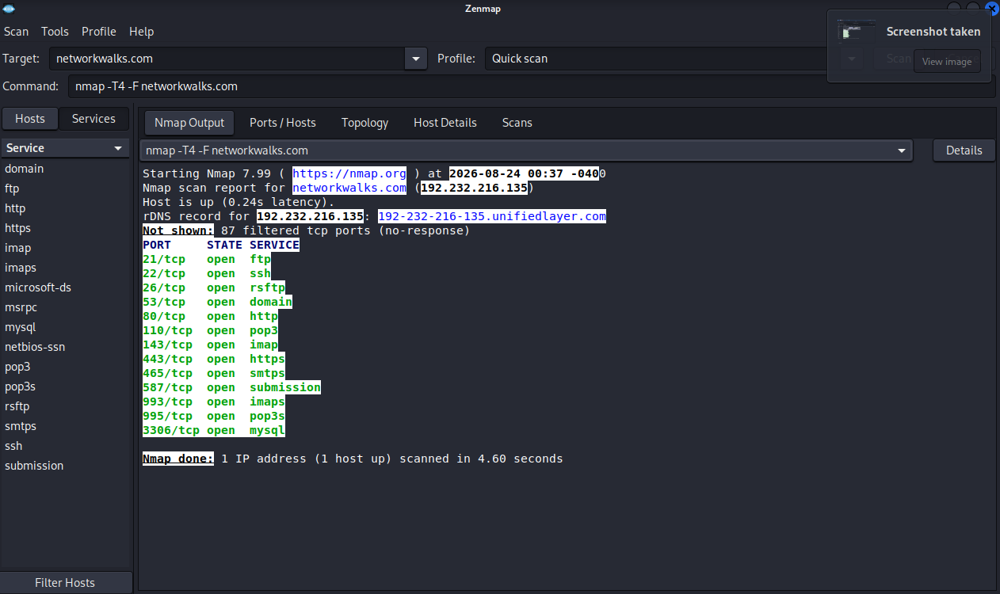 Zenmap
Scan Tools Profile Help
Screenshot taken
View image
Target: networkwalks.com Profile: Quick scan Scan
Command: nmap -T4 -F networkwalks.com
Hosts Services
Nmap Output Ports / Hosts Topology Host Details Scans
nmap -T4 -F networkwalks.com Details
Service
domain
ftp
http
https
imap
imaps
microsoft-ds
msrpc
mysql
netbios-ssn
pop3
pop3s
rsftp
smtps
ssh
submission
Filter Hosts
Starting Nmap 7.99 ( https://nmap.org ) at 2026-08-24 00:37 -0400
Nmap scan report for networkwalks.com (192.232.216.135)
Host is up (0.24s latency).
rDNS record for 192.232.216.135: 192-232-216-135.unifiedlayer.com
Not shown: 87 filtered tcp ports (no-response)
PORT STATE SERVICE
21/tcp open ftp
22/tcp open ssh
26/tcp open rsftp
53/tcp open domain
80/tcp open http
110/tcp open pop3
143/tcp open imap
443/tcp open https
465/tcp open smtps
587/tcp open submission
993/tcp open imaps
995/tcp open pop3s
3306/tcp open mysql
Nmap done: 1 IP address (1 host up) scanned in 4.60 seconds